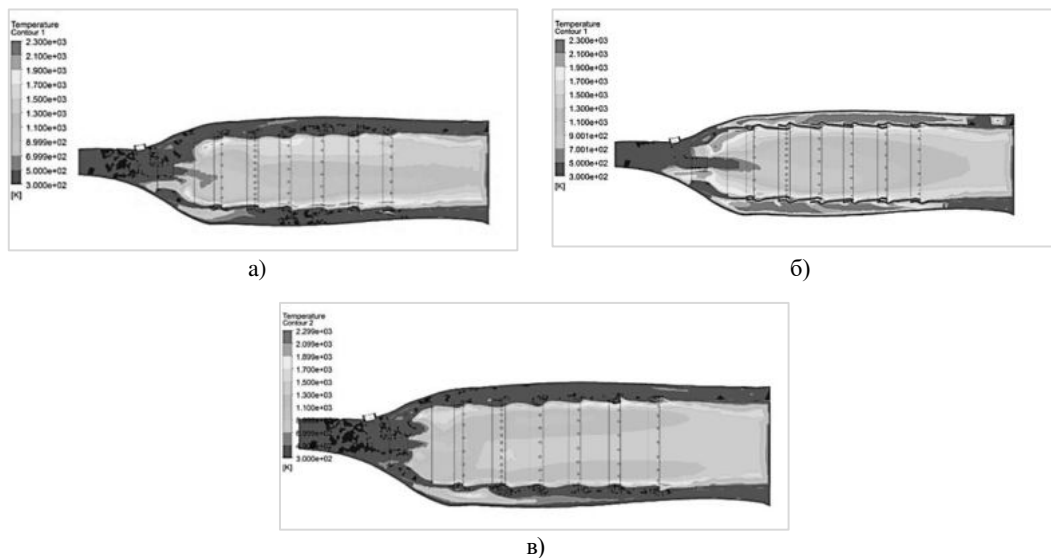 Temperature
Contour 1
2.300e+03
2.100e+03
1.900e+03
1.700e+03
1.500e+03
1.300e+03
1.100e+03
8.999e+02
6.999e+02
5.000e+02
3.000e+02
[K]
а)
Temperature
Contour 1
2.300e+03
2.100e+03
1.900e+03
1.700e+03
1.500e+03
1.300e+03
1.100e+03
9.001e+02
7.001e+02
5.000e+02
3.000e+02
[K]
б)
Temperature
Contour 2
2.299e+03
2.099e+03
1.899e+03
1.700e+03
1.500e+03
1.300e+03
1.100e+03
3.000e+02
[K]
в)